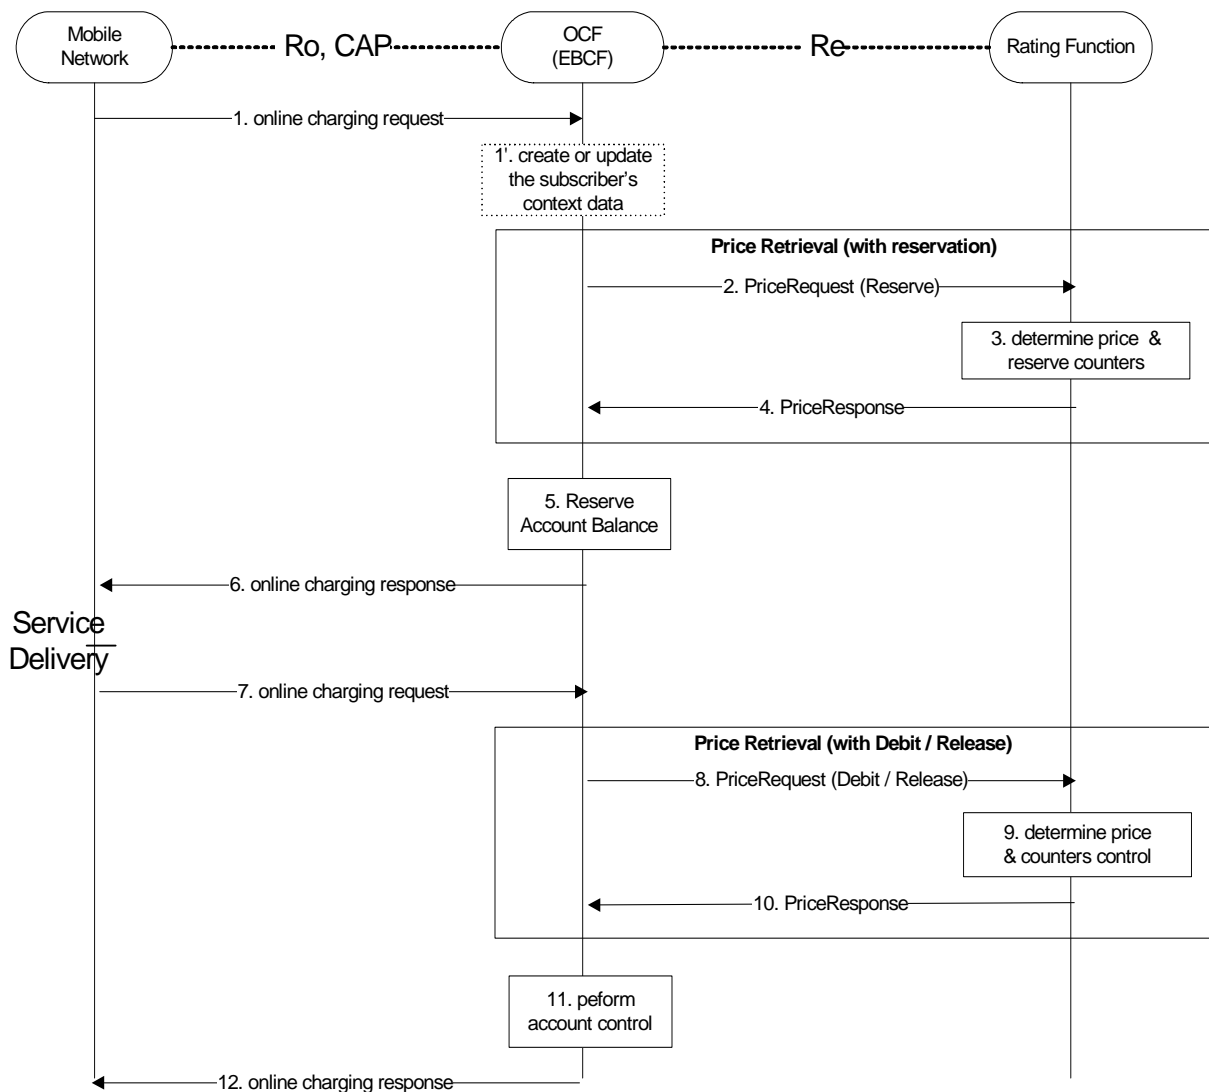 Mobile
Network
Ro, CAP
OCF
(EBCF)
Re
Rating Function
1. online charging request
1'. create or update
the subscriber's
context data
Price Retrieval (with reservation)
2. PriceRequest (Reserve)
3. determine price &
reserve counters
4. PriceResponse
5. Reserve
Account Balance
6. online charging response
Service
Delivery
7. online charging request
Price Retrieval (with Debit / Release)
8. PriceRequest (Debit / Release)
9. determine price
& counters control
10. PriceResponse
11. peform
account control
12. online charging response